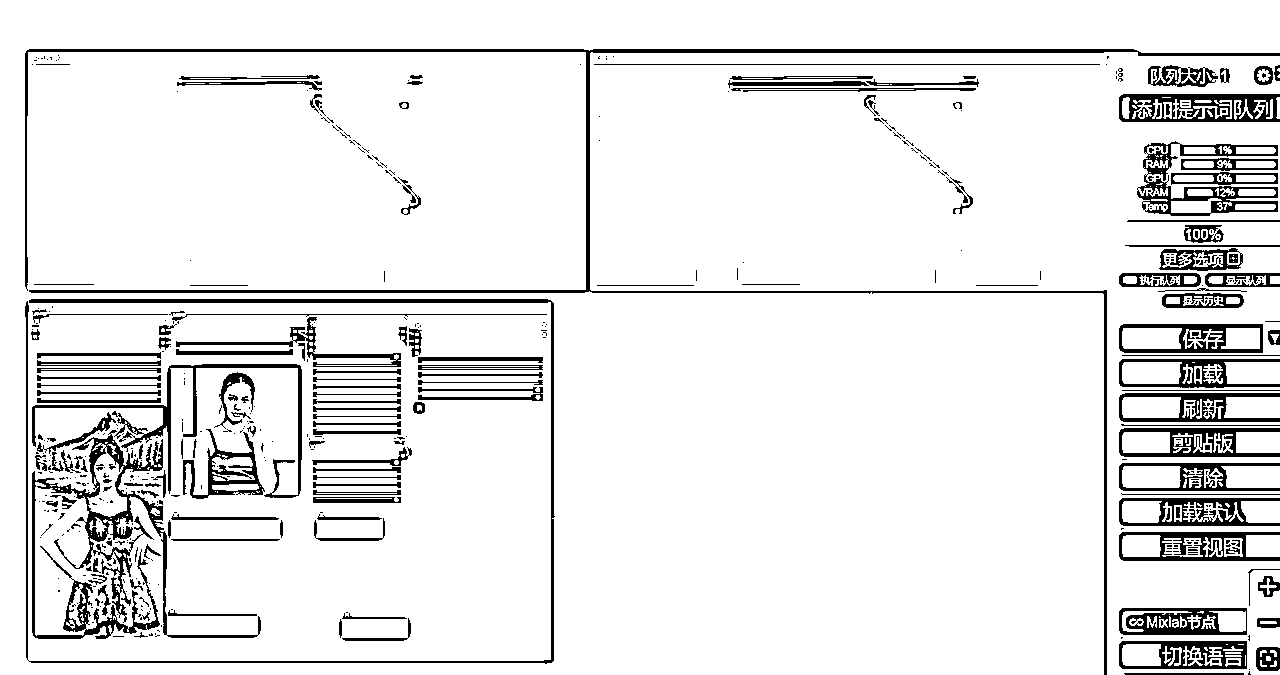 队列大小: 1
添加提示词队列
CPU 1%
RAM 9%
GPU 0%
VRAM 12%
Temp 37°
100%
更多选项
执行队列 显示队列
显示历史
保存
加载
刷新
剪贴版
清除
加载默认
重置视图
Mixlab节点
切换语言